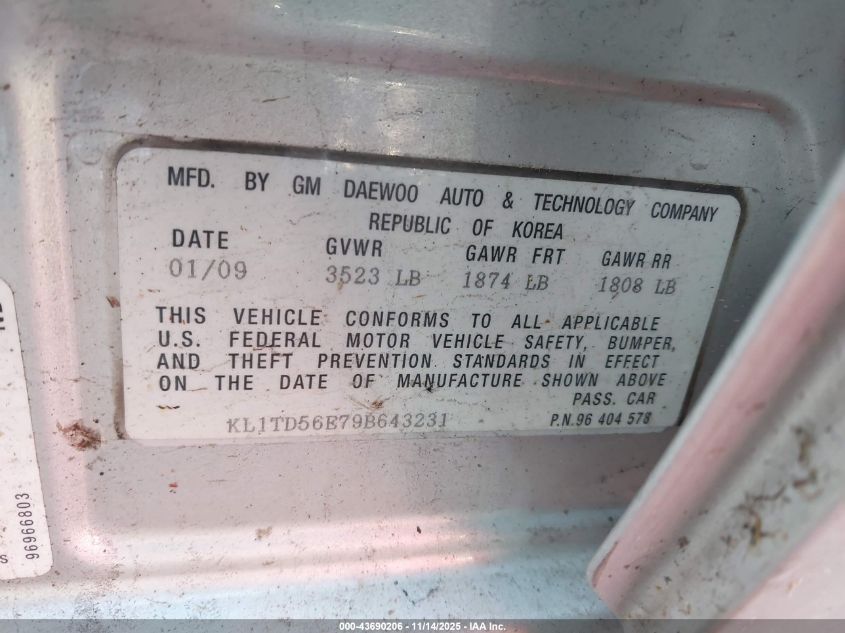 MFD. BY GM DAEWOO AUTO & TECHNOLOGY COMPANY
REPUBLIC OF KOREA
DATE GVWR GAWR FRT GAWR RR
01/09 3523 LB 1874 LB 1808 LB
THIS VEHICLE CONFORMS TO ALL APPLICABLE
U.S. FEDERAL MOTOR VEHICLE SAFETY, BUMPER,
AND THEFT PREVENTION STANDARDS IN EFFECT
ON THE DATE OF MANUFACTURE SHOWN ABOVE
PASS. CAR
KL1TD56E79B643231 P.N.96 404 578
96966803
S
000-43690206 - 11/14/2025 - IAA Inc.